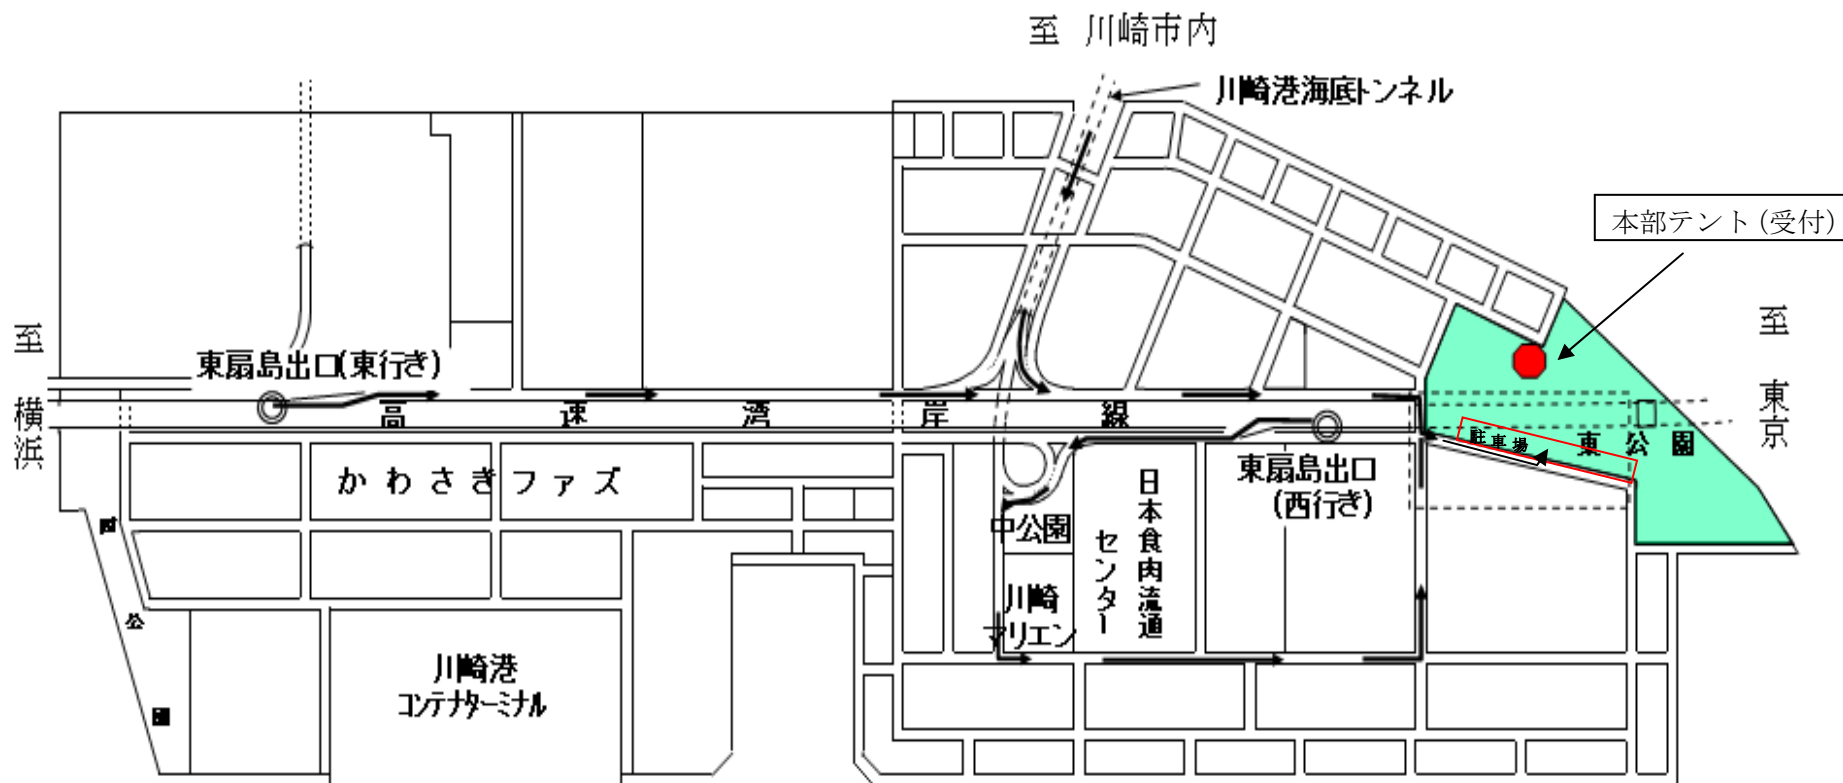 至 川崎市内
川崎港海底トンネル
本部テント(受付)
至 横浜
至 東京
東扇島出口(東行き)
高速湾岸線
駐車場
東公園
かわさきファズ
東扇島出口
(西行き)
日本食肉流通
センター
中公園
川崎
マリエン
西公園
川崎港
コンテナターミナル